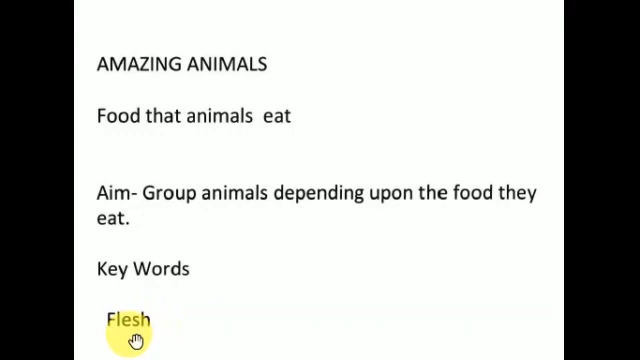 AMAZING ANIMALS
Food that animals eat
Aim- Group animals depending upon the food they
eat.
Key Words
Flesh